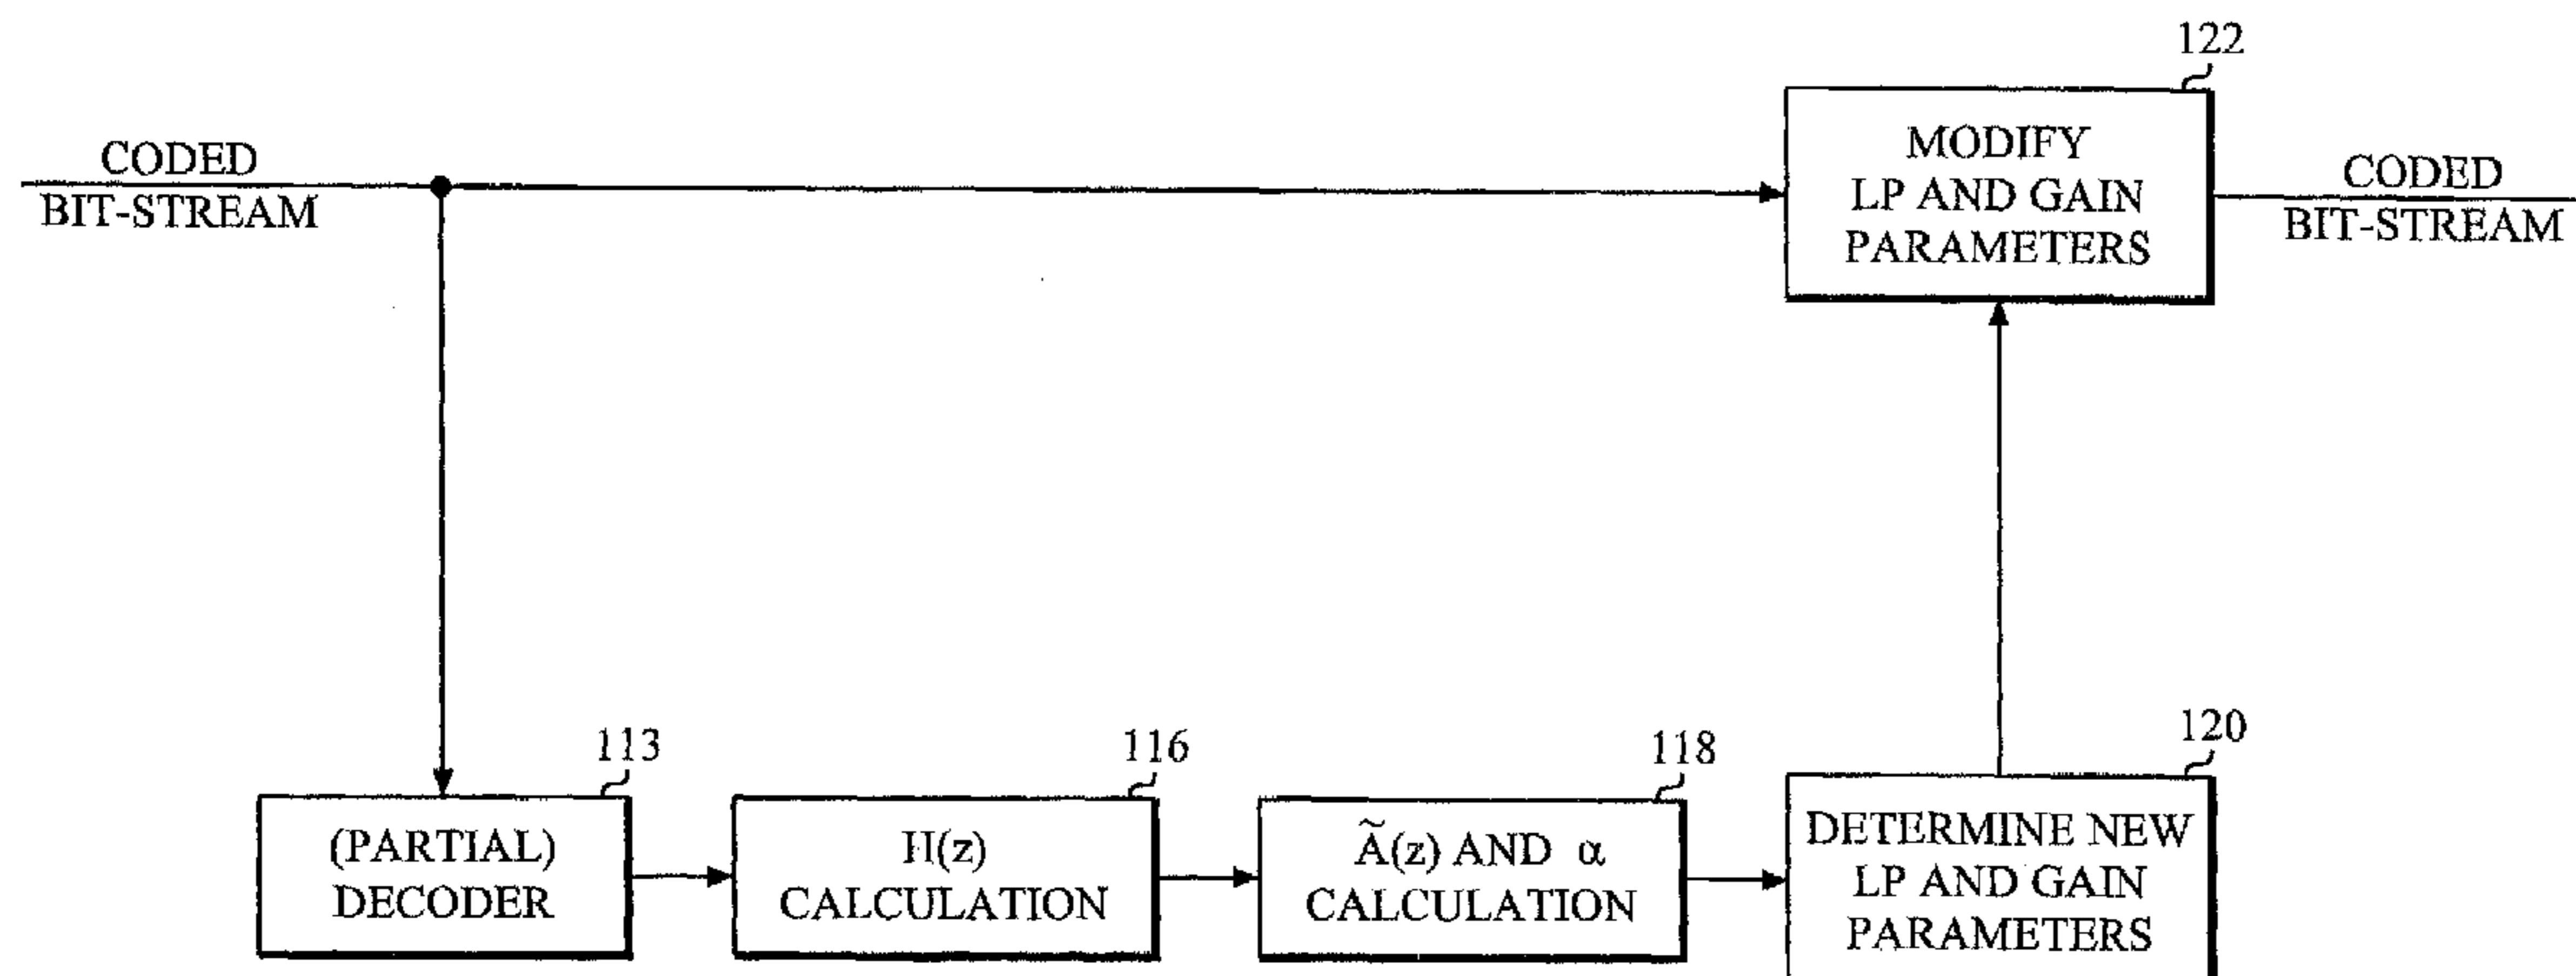 122
MODIFY
LP AND GAIN
PARAMETERS
CODED
BIT-STREAM
CODED
BIT-STREAM
113
(PARTIAL)
DECODER
116
H(z)
CALCULATION
118
Ã(z) AND α
CALCULATION
120
DETERMINE NEW
LP AND GAIN
PARAMETERS